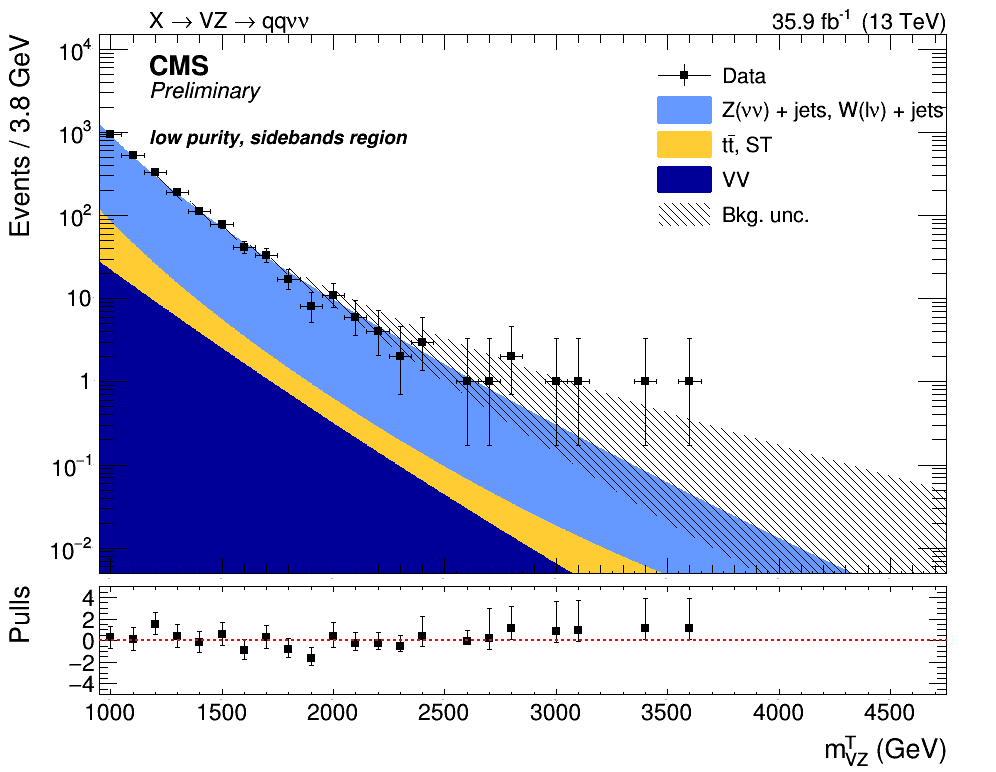 X → VZ → qqνν
35.9 fb⁻¹ (13 TeV)
Events / 3.8 GeV
10⁴
10³
10²
10
1
10⁻¹
10⁻²
CMS
Preliminary
low purity, sidebands region
Data
Z(νν) + jets, W(lν) + jets
tt̄, ST
VV
Bkg. unc.
Pulls
4
2
0
−2
−4
1000 1500 2000 2500 3000 3500 4000 4500
m^T_VZ (GeV)